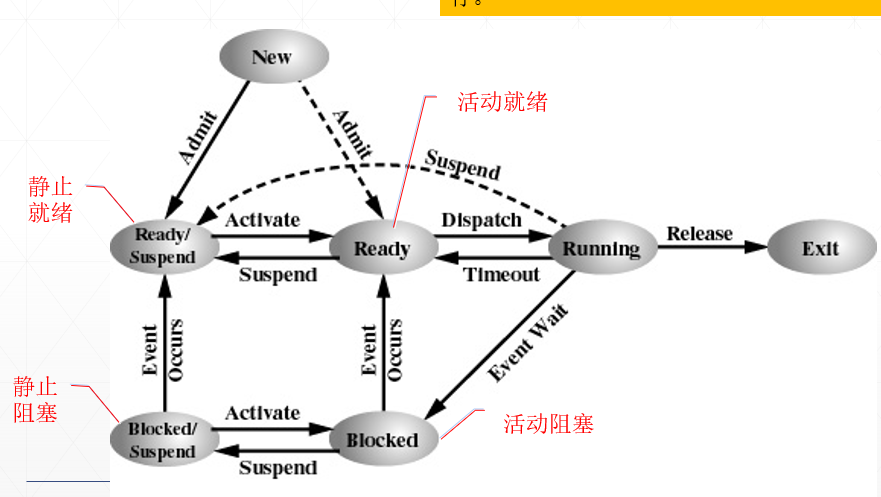 行。
New
活动就绪
Admit
Admit
Suspend
静止
就绪
Activate
Dispatch
Ready/
Suspend
Ready
Running
Release
Exit
Suspend
Timeout
Event
Occurs
Event
Occurs
Event Wait
静止
阻塞
Activate
Blocked/
Suspend
Blocked
活动阻塞
Suspend